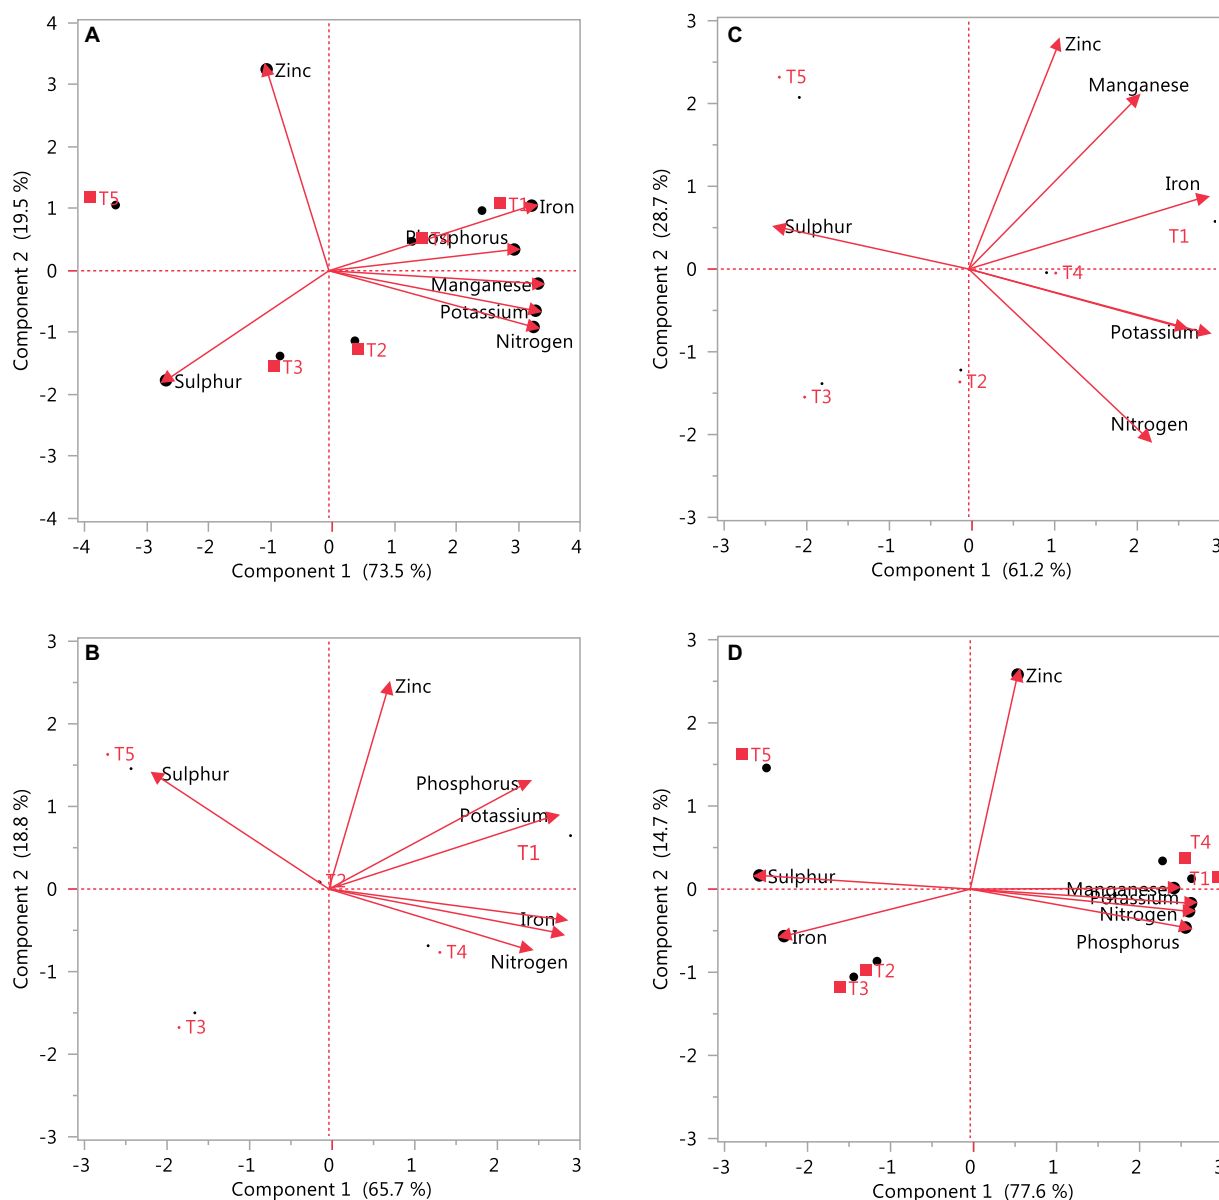 A
4
3
2
1
0
-1
-2
-3
-4
Component 2 (19.5 %)
Zinc
T5
T1
Iron
Phosphorus
Manganese
Potassium
Nitrogen
T2
T3
Sulphur
-4 -3 -2 -1 0 1 2 3 4
Component 1 (73.5 %)
C
3
2
1
0
-1
-2
-3
Component 2 (28.7 %)
Zinc
T5
Manganese
Iron
Sulphur
T1
T4
Potassium
T2
T3
Nitrogen
-3 -2 -1 0 1 2 3
Component 1 (61.2 %)
B
3
2
1
0
-1
-2
-3
Component 2 (18.8 %)
Zinc
T5
Sulphur
Phosphorus
Potassium
T1
T2
Iron
T4
Nitrogen
T3
-3 -2 -1 0 1 2 3
Component 1 (65.7 %)
D
3
2
1
0
-1
-2
-3
Component 2 (14.7 %)
Zinc
T5
T4
Sulphur
T1
Manganese
Potassium
Nitrogen
Iron
Phosphorus
T2
T3
-3 -2 -1 0 1 2 3
Component 1 (77.6 %)